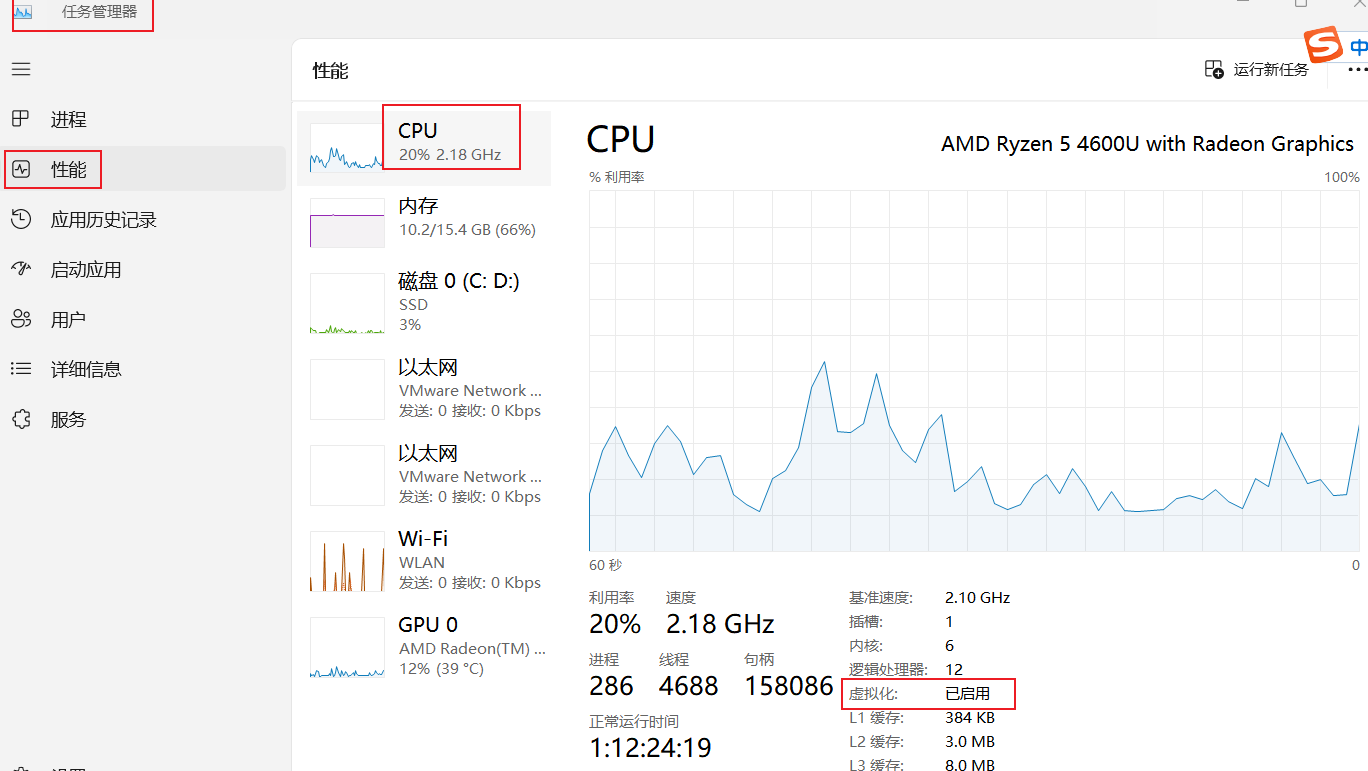 任务管理器
中
性能
运行新任务
进程
性能
应用历史记录
启动应用
用户
详细信息
服务
CPU
20% 2.18 GHz
内存
10.2/15.4 GB (66%)
磁盘 0 (C: D:)
SSD
3%
以太网
VMware Network ...
发送: 0 接收: 0 Kbps
以太网
VMware Network ...
发送: 0 接收: 0 Kbps
Wi-Fi
WLAN
发送: 0 接收: 0 Kbps
GPU 0
AMD Radeon(TM) ...
12% (39 °C)
CPU
AMD Ryzen 5 4600U with Radeon Graphics
% 利用率
100%
60 秒
0
利用率 速度
20% 2.18 GHz
进程 线程 句柄
286 4688 158086
正常运行时间
1:12:24:19
基准速度: 2.10 GHz
插槽: 1
内核: 6
逻辑处理器: 12
虚拟化: 已启用
L1 缓存: 384 KB
L2 缓存: 3.0 MB
L3 缓存: 8.0 MB